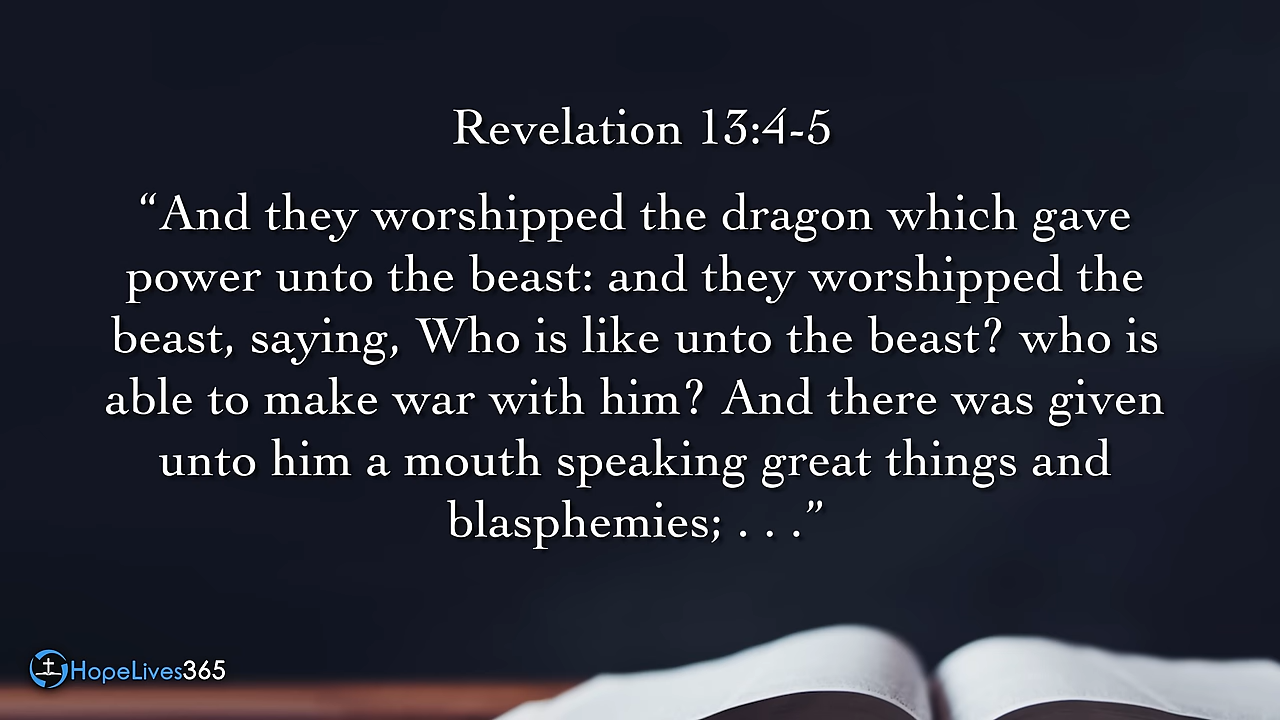 Revelation 13:4-5
“And they worshipped the dragon which gave
power unto the beast: and they worshipped the
beast, saying, Who is like unto the beast? who is
able to make war with him? And there was given
unto him a mouth speaking great things and
blasphemies; . . .”
HopeLives365